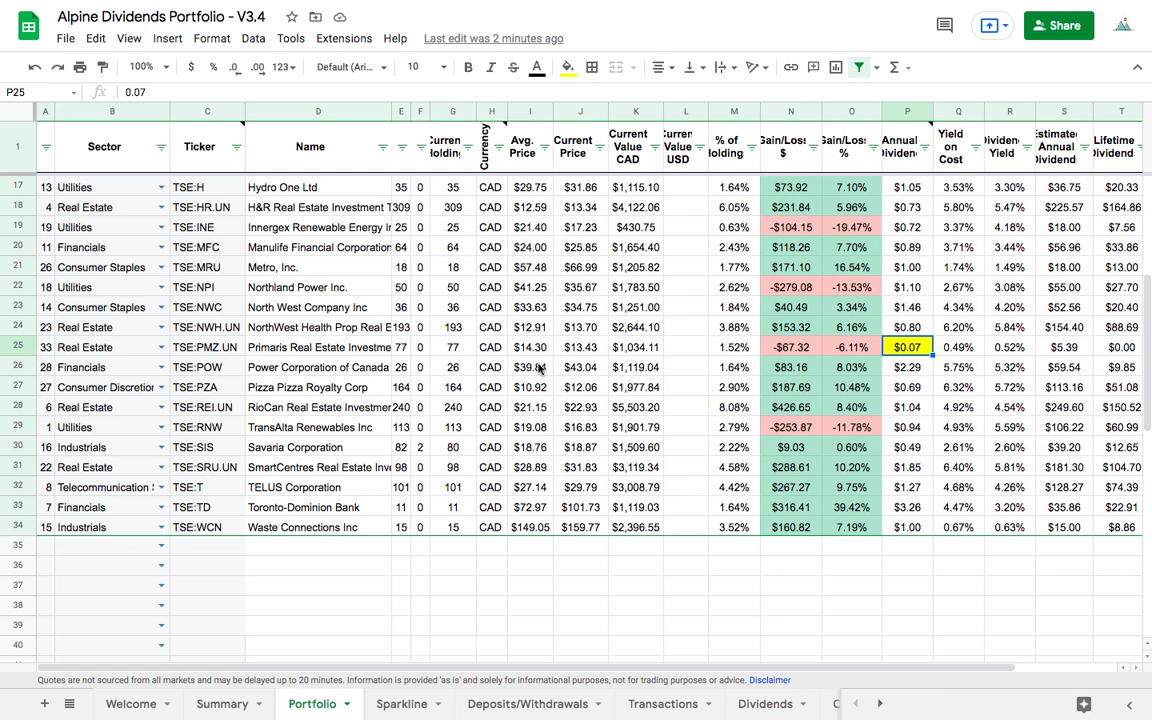 Alpine Dividends Portfolio - V3.4
File Edit View Insert Format Data Tools Extensions Help Last edit was 2 minutes ago
Share
100% $ % .0 .00 123 Default (Ari... 10 B I S A
P25 fx 0.07
A B C D E F G H I J K L M N O P Q R S T
1 Sector Ticker Name Curren Holding Currency Avg. Price Current Price Current Value CAD Curren Value USD % of Holding Gain/Loss $ Gain/Loss % Annual Dividen Yield on Cost Dividen Yield Estimated Annual Dividend Lifetime Dividend
17 13 Utilities TSE:H Hydro One Ltd 35 0 35 CAD $29.75 $31.86 $1,115.10 1.64% $73.92 7.10% $1.05 3.53% 3.30% $36.75 $20.33
18 4 Real Estate TSE:HR.UN H&R Real Estate Investment T 309 0 309 CAD $12.59 $13.34 $4,122.06 6.05% $231.84 5.96% $0.73 5.80% 5.47% $225.57 $164.86
19 19 Utilities TSE:INE Innergex Renewable Energy Ir 25 0 25 CAD $21.40 $17.23 $430.75 0.63% -$104.15 -19.47% $0.72 3.37% 4.18% $18.00 $7.56
20 11 Financials TSE:MFC Manulife Financial Corporation 64 0 64 CAD $24.00 $25.85 $1,654.40 2.43% $118.26 7.70% $0.89 3.71% 3.44% $56.96 $33.86
21 26 Consumer Staples TSE:MRU Metro, Inc. 18 0 18 CAD $57.48 $66.99 $1,205.82 1.77% $171.10 16.54% $1.00 1.74% 1.49% $18.00 $13.00
22 18 Utilities TSE:NPI Northland Power Inc. 50 0 50 CAD $41.25 $35.67 $1,783.50 2.62% -$279.08 -13.53% $1.10 2.67% 3.08% $55.00 $27.70
23 14 Consumer Staples TSE:NWC North West Company Inc 36 0 36 CAD $33.63 $34.75 $1,251.00 1.84% $40.49 3.34% $1.46 4.34% 4.20% $52.56 $20.40
24 23 Real Estate TSE:NWH.UN NorthWest Health Prop Real E 193 0 193 CAD $12.91 $13.70 $2,644.10 3.88% $153.32 6.16% $0.80 6.20% 5.84% $154.40 $88.69
25 33 Real Estate TSE:PMZ.UN Primaris Real Estate Investme 77 0 77 CAD $14.30 $13.43 $1,034.11 1.52% -$67.32 -6.11% $0.07 0.49% 0.52% $5.39 $0.00
26 28 Financials TSE:POW Power Corporation of Canada 26 0 26 CAD $43.04 $1,119.04 1.64% $83.16 8.03% $2.29 5.75% 5.32% $59.54 $9.85
27 27 Consumer Discretior TSE:PZA Pizza Pizza Royalty Corp 164 0 164 CAD $10.92 $12.06 $1,977.84 2.90% $187.69 10.48% $0.69 6.32% 5.72% $113.16 $51.08
28 6 Real Estate TSE:REI.UN RioCan Real Estate Investmer 240 0 240 CAD $21.15 $22.93 $5,503.20 8.08% $426.65 8.40% $1.04 4.92% 4.54% $249.60 $150.52
29 1 Utilities TSE:RNW TransAlta Renewables Inc 113 0 113 CAD $19.08 $16.83 $1,901.79 2.79% -$253.87 -11.78% $0.94 4.93% 5.59% $106.22 $60.99
30 16 Industrials TSE:SIS Savaria Corporation 82 2 80 CAD $18.76 $18.87 $1,509.60 2.22% $9.03 0.60% $0.49 2.61% 2.60% $39.20 $12.65
31 22 Real Estate TSE:SRU.UN SmartCentres Real Estate Inve 98 0 98 CAD $28.89 $31.83 $3,119.34 4.58% $288.61 10.20% $1.85 6.40% 5.81% $181.30 $104.70
32 8 Telecommunication S TSE:T TELUS Corporation 101 0 101 CAD $27.14 $29.79 $3,008.79 4.42% $267.27 9.75% $1.27 4.68% 4.26% $128.27 $74.39
33 7 Financials TSE:TD Toronto-Dominion Bank 11 0 11 CAD $72.97 $101.73 $1,119.03 1.64% $316.41 39.42% $3.26 4.47% 3.20% $35.86 $22.91
34 15 Industrials TSE:WCN Waste Connections Inc 15 0 15 CAD $149.05 $159.77 $2,396.55 3.52% $160.82 7.19% $1.00 0.67% 0.63% $15.00 $8.86
35
36
37
38
39
40
Quotes are not sourced from all markets and may be delayed up to 20 minutes. Information is provided 'as is' and solely for informational purposes, not for trading purposes or advice. Disclaimer
Welcome Summary Portfolio Sparkline Deposits/Withdrawals Transactions Dividends